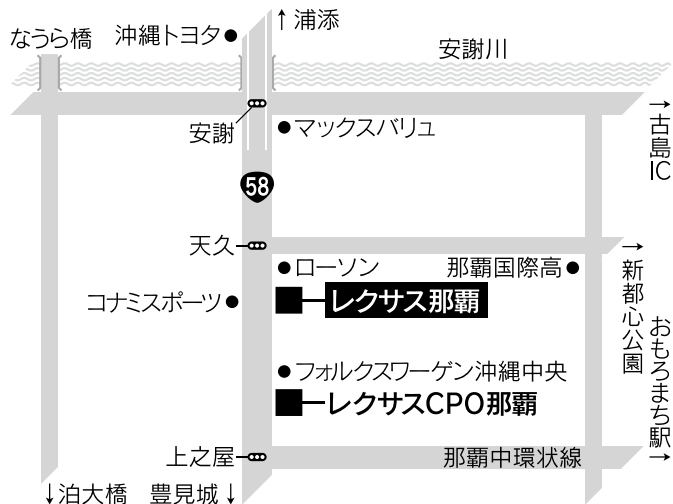 ↑浦添
なうら橋
沖縄トヨタ
安謝川
安謝
マックスバリュ
→古島IC
58
天久
ローソン
那覇国際高
→新都心公園
コナミスポーツ
レクサス那覇
おもろまち駅→
フォルクスワーゲン沖縄中央
レクサスCPO那覇
上之屋
那覇中環状線
↓泊大橋
豊見城↓